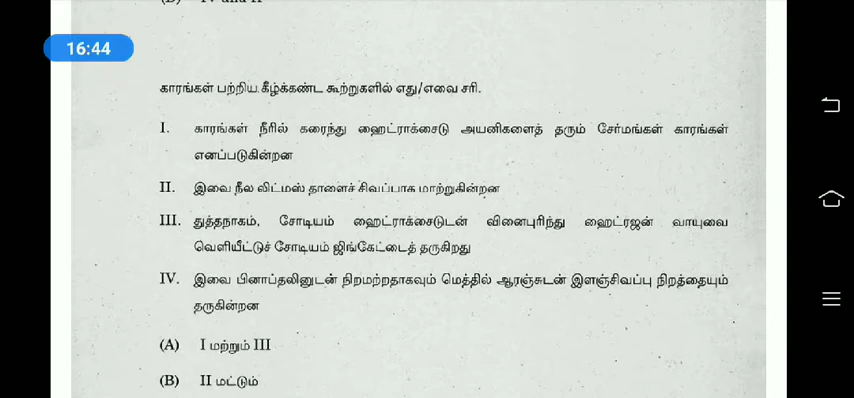 16:44
காரங்கள் பற்றிய கீழ்க்கண்ட கூற்றுகளில் எது/எவை சரி.
I. காரங்கள் நீரில் கரைந்து ஹைட்ராக்சைடு அயனிகளைத் தரும் சேர்மங்கள் காரங்கள்
எனப்படுகின்றன
II. இவை நீல லிட்மஸ் தாளைச் சிவப்பாக மாற்றுகின்றன
III. துத்தநாகம், சோடியம் ஹைட்ராக்சைடுடன் வினைபுரிந்து ஹைட்ரஜன் வாயுவை
வெளியீட்டுச் சோடியம் ஜிங்கேட்டைத் தருகிறது
IV. இவை பினாப்தலினுடன் நிறமற்றதாகவும் மெத்தில் ஆரஞ்சுடன் இளஞ்சிவப்பு நிறத்தையும்
தருகின்றன
(A) I மற்றும் III
(B) II மட்டும்